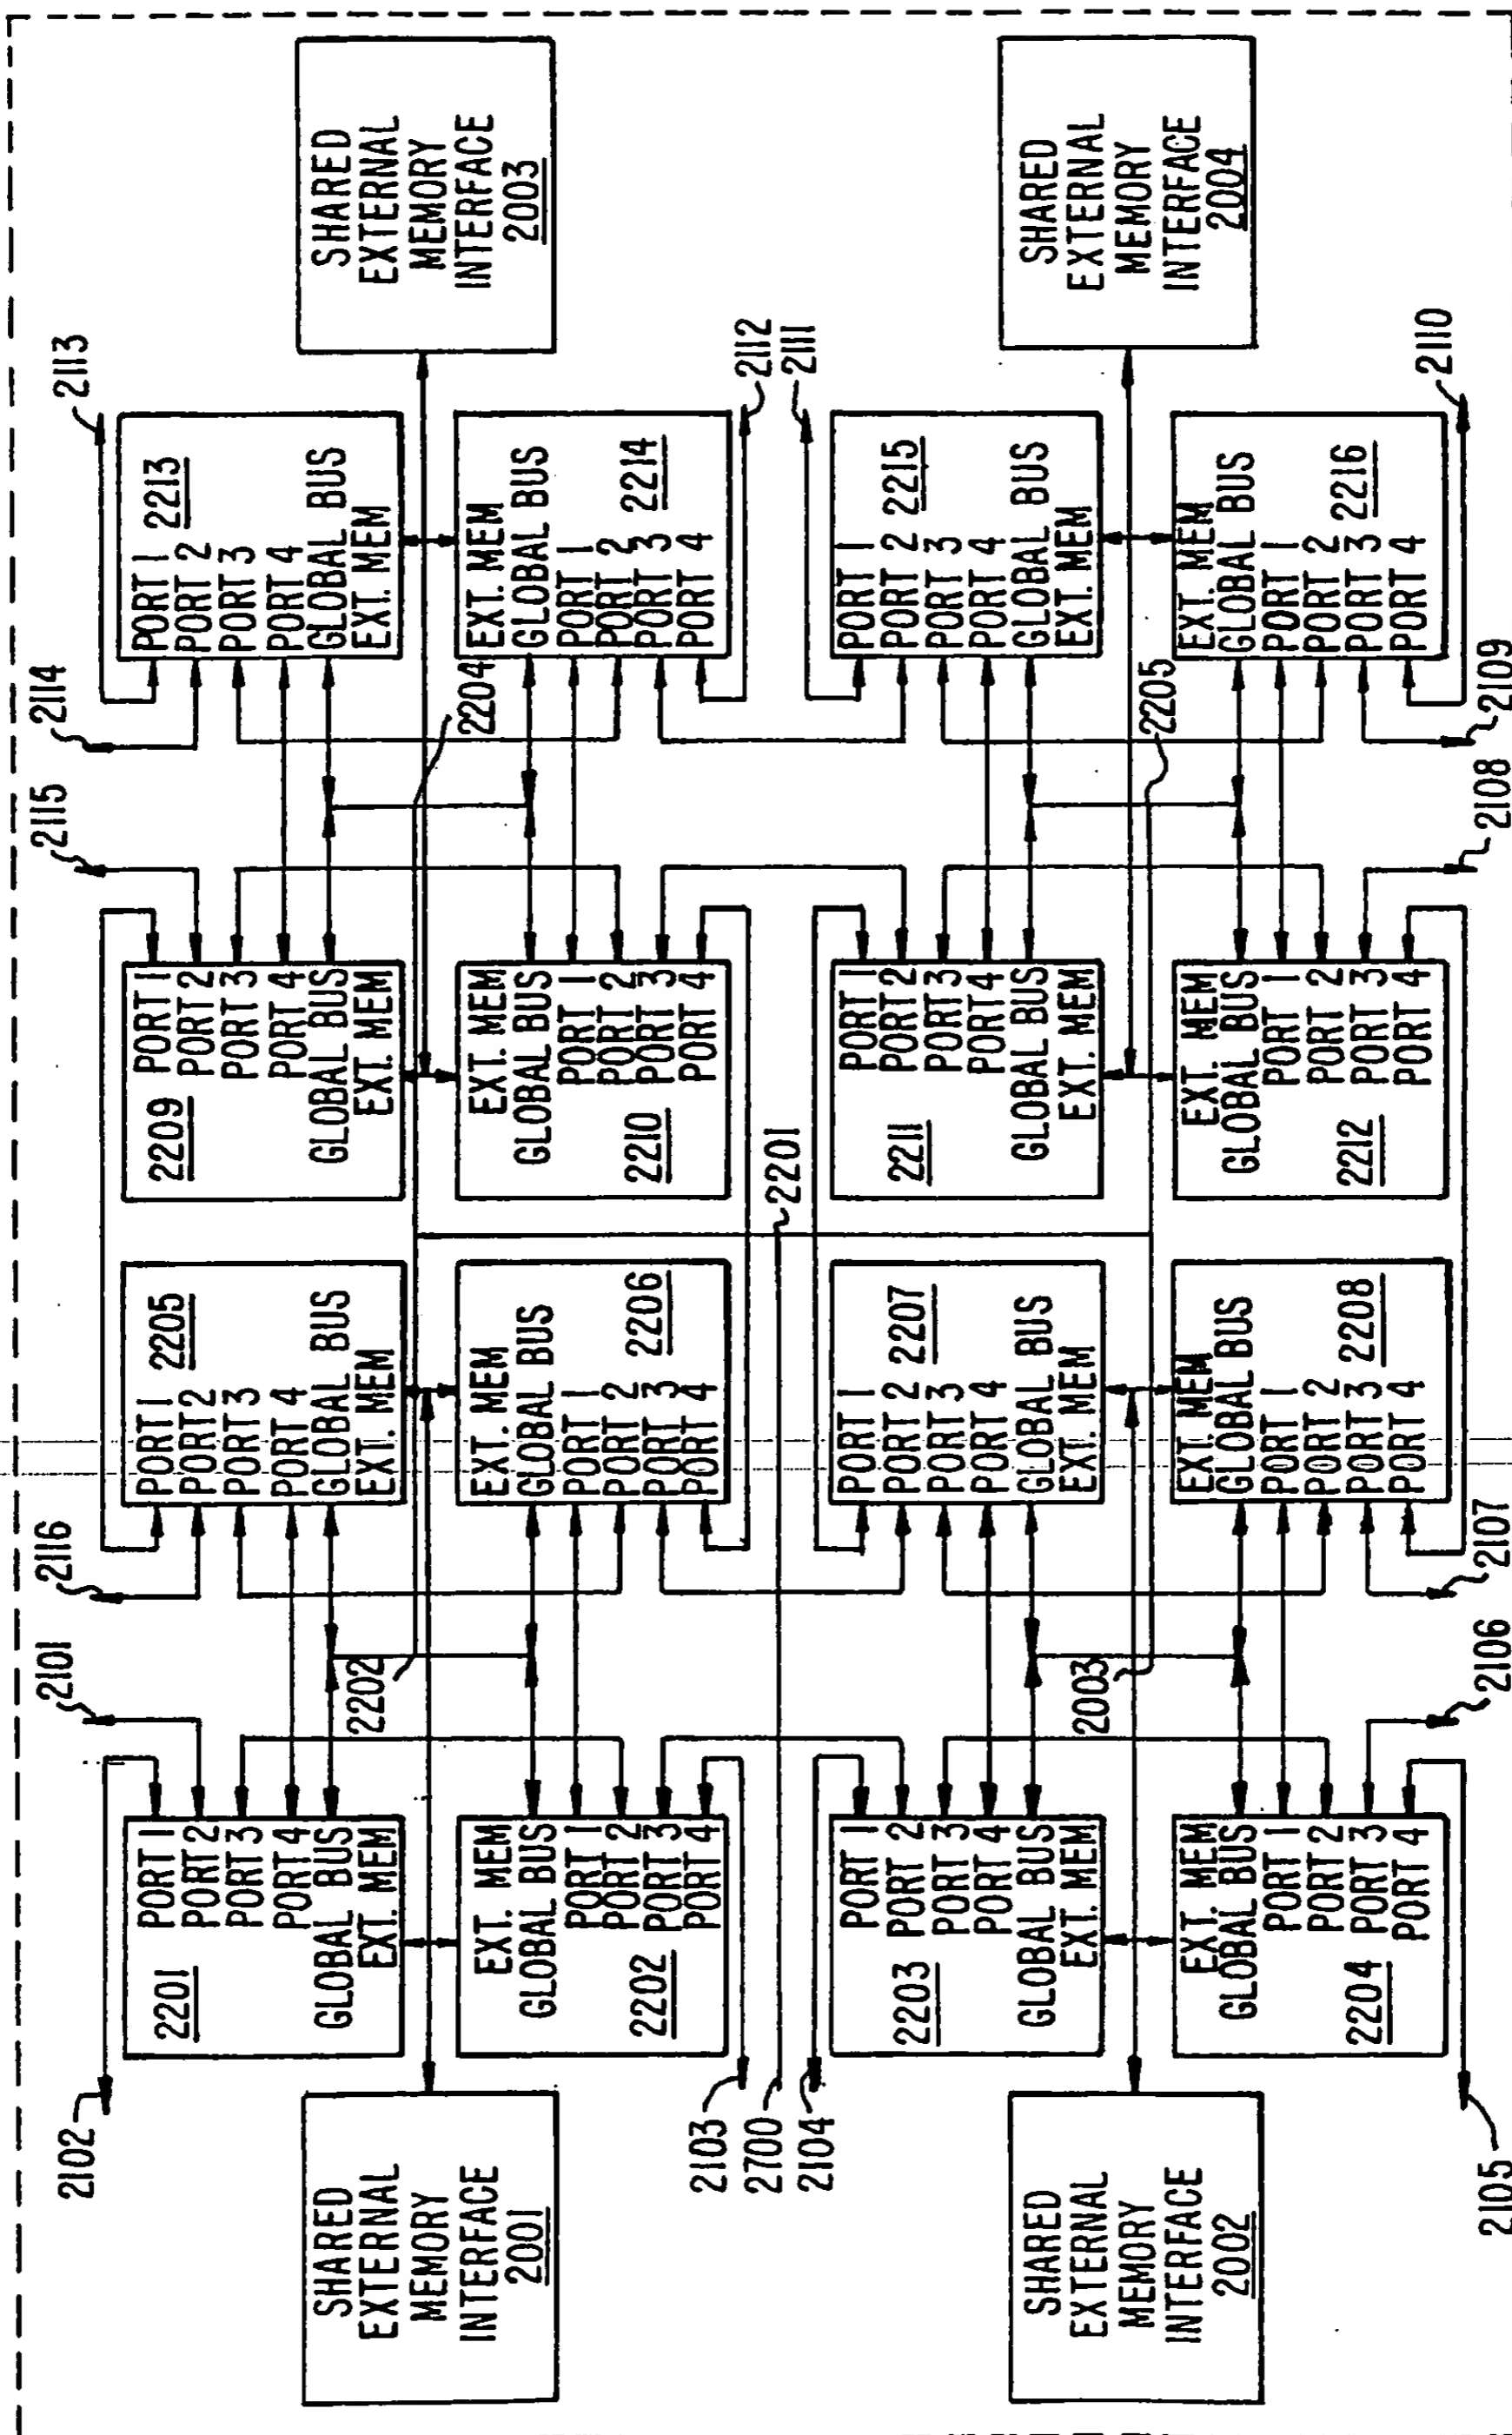 2102
2101
2116
2115
2114
2113
SHARED
EXTERNAL
MEMORY
INTERFACE
2001
2201
PORT 1
PORT 2
PORT 3
PORT 4
GLOBAL BUS
EXT. MEM
PORT 1
2205
PORT 2
PORT 3
PORT 4
GLOBAL BUS
EXT. MEM
2209
PORT 1
PORT 2
PORT 3
PORT 4
GLOBAL BUS
EXT. MEM
PORT 1
2213
PORT 2
PORT 3
PORT 4
GLOBAL BUS
EXT. MEM
SHARED
EXTERNAL
MEMORY
INTERFACE
2003
2202
2204
EXT. MEM
GLOBAL BUS
PORT 1
PORT 2
2202
PORT 3
PORT 4
EXT. MEM
GLOBAL BUS
PORT 1
PORT 2
2206
PORT 3
PORT 4
EXT. MEM
GLOBAL BUS
PORT 1
PORT 2
2210
PORT 3
PORT 4
EXT. MEM
GLOBAL BUS
PORT 1
PORT 2
2214
PORT 3
PORT 4
2103
2112
2700
2201
2104
2111
PORT 1
2203
PORT 2
PORT 3
PORT 4
GLOBAL BUS
EXT. MEM
PORT 1
2207
PORT 2
PORT 3
PORT 4
GLOBAL BUS
EXT. MEM
PORT 1
2211
PORT 2
PORT 3
PORT 4
GLOBAL BUS
EXT. MEM
PORT 1
2215
PORT 2
PORT 3
PORT 4
GLOBAL BUS
EXT. MEM
SHARED
EXTERNAL
MEMORY
INTERFACE
2002
2003
2205
SHARED
EXTERNAL
MEMORY
INTERFACE
2004
EXT. MEM
GLOBAL BUS
PORT 1
PORT 2
2204
PORT 3
PORT 4
EXT. MEM
GLOBAL BUS
PORT 1
PORT 2
2208
PORT 3
PORT 4
EXT. MEM
GLOBAL BUS
PORT 1
PORT 2
2212
PORT 3
PORT 4
EXT. MEM
GLOBAL BUS
PORT 1
PORT 2
2216
PORT 3
PORT 4
2105
2106
2107
2108
2109
2110